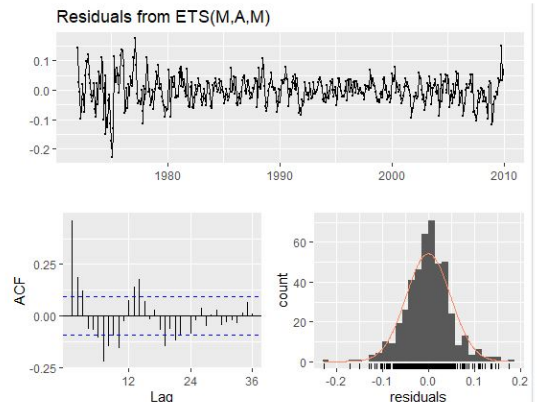 Residuals from ETS(M,A,M)
0.1
0.0
-0.1
-0.2
1980 1990 2000 2010
ACF
0.25
0.00
-0.25
12 24 36
Lag
count
60
40
20
0
-0.2 -0.1 0.0 0.1 0.2
residuals